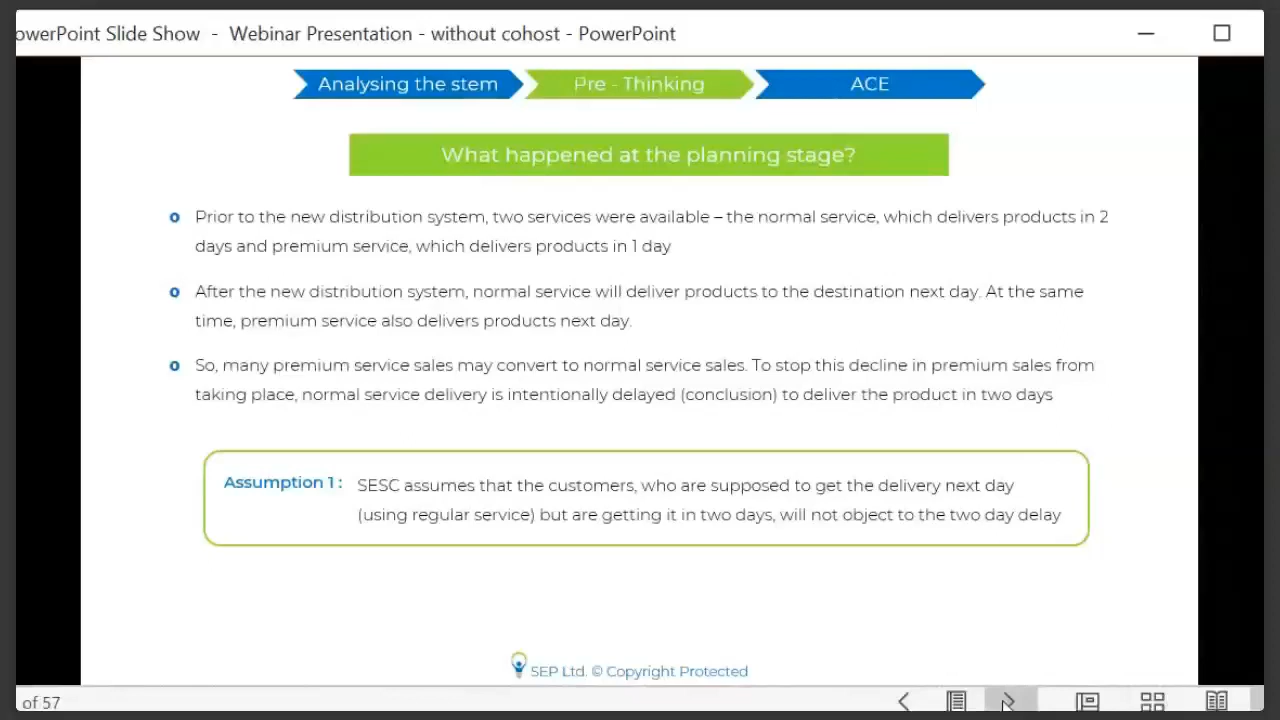 owerPoint Slide Show - Webinar Presentation - without cohost - PowerPoint
Analysing the stem
Pre - Thinking
ACE
What happened at the planning stage?
o Prior to the new distribution system, two services were available – the normal service, which delivers products in 2
days and premium service, which delivers products in 1 day
o After the new distribution system, normal service will deliver products to the destination next day. At the same
time, premium service also delivers products next day.
o So, many premium service sales may convert to normal service sales. To stop this decline in premium sales from
taking place, normal service delivery is intentionally delayed (conclusion) to deliver the product in two days
Assumption 1 : SESC assumes that the customers, who are supposed to get the delivery next day
(using regular service) but are getting it in two days, will not object to the two day delay
SEP Ltd. © Copyright Protected
of 57